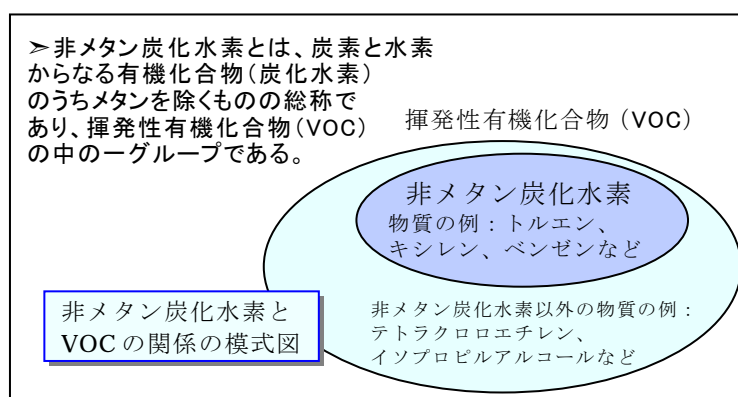 ➣非メタン炭化水素とは、炭素と水素
からなる有機化合物（炭化水素）
のうちメタンを除くものの総称で
あり、揮発性有機化合物（VOC）
の中の一グループである。
揮発性有機化合物（VOC）
非メタン炭化水素
物質の例：トルエン、
キシレン、ベンゼンなど
非メタン炭化水素以外の物質の例：
テトラクロロエチレン、
イソプロピルアルコールなど
非メタン炭化水素と
VOCの関係の模式図